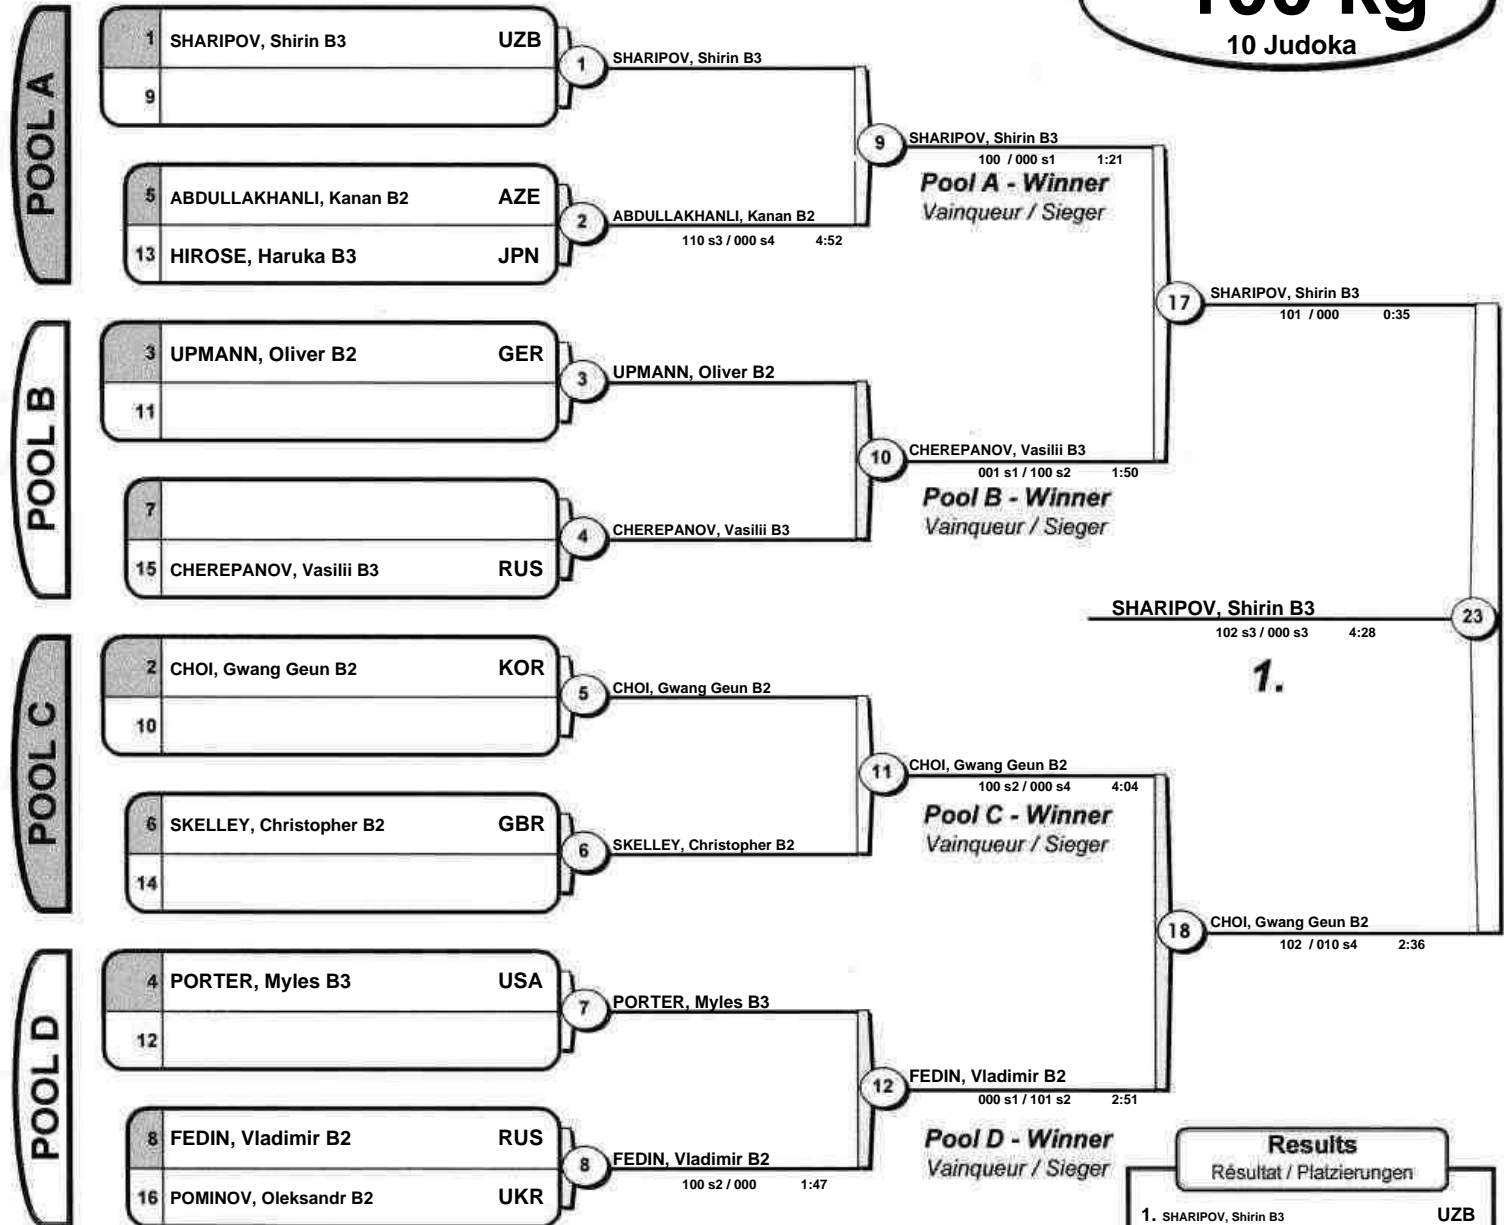 100 kg
10 Judoka
POOL A
1 SHARIPOV, Shirin B3 UZB
9
1 SHARIPOV, Shirin B3
5 ABDULLAKHANLI, Kanan B2 AZE
13 HIROSE, Haruka B3 JPN
2 ABDULLAKHANLI, Kanan B2
110 s3 / 000 s4 4:52
9 SHARIPOV, Shirin B3
100 / 000 s1 1:21
Pool A - Winner
Vainqueur / Sieger
POOL B
3 UPMANN, Oliver B2 GER
11
3 UPMANN, Oliver B2
7
15 CHEREPANOV, Vasilii B3 RUS
4 CHEREPANOV, Vasilii B3
10 CHEREPANOV, Vasilii B3
001 s1 / 100 s2 1:50
Pool B - Winner
Vainqueur / Sieger
17 SHARIPOV, Shirin B3
101 / 000 0:35
SHARIPOV, Shirin B3 23
102 s3 / 000 s3 4:28
1.
POOL C
2 CHOI, Gwang Geun B2 KOR
10
5 CHOI, Gwang Geun B2
6 SKELLEY, Christopher B2 GBR
14
6 SKELLEY, Christopher B2
11 CHOI, Gwang Geun B2
100 s2 / 000 s4 4:04
Pool C - Winner
Vainqueur / Sieger
18 CHOI, Gwang Geun B2
102 / 010 s4 2:36
POOL D
4 PORTER, Myles B3 USA
12
7 PORTER, Myles B3
8 FEDIN, Vladimir B2 RUS
16 POMINOV, Oleksandr B2 UKR
8 FEDIN, Vladimir B2
100 s2 / 000 1:47
12 FEDIN, Vladimir B2
000 s1 / 101 s2 2:51
Pool D - Winner
Vainqueur / Sieger
Results
Résultat / Platzierungen
1. SHARIPOV, Shirin B3 UZB